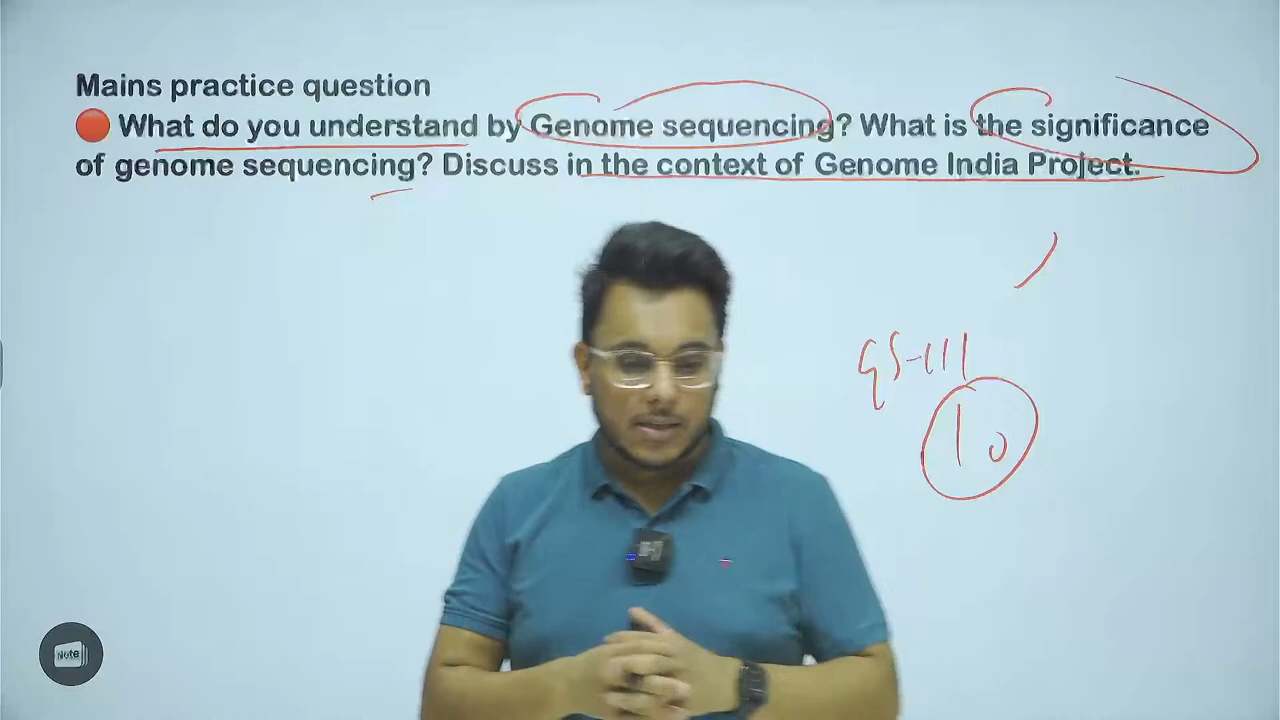 Mains practice question
What do you understand by Genome sequencing? What is the significance
of genome sequencing? Discuss in the context of Genome India Project.
GS-III
10
Note